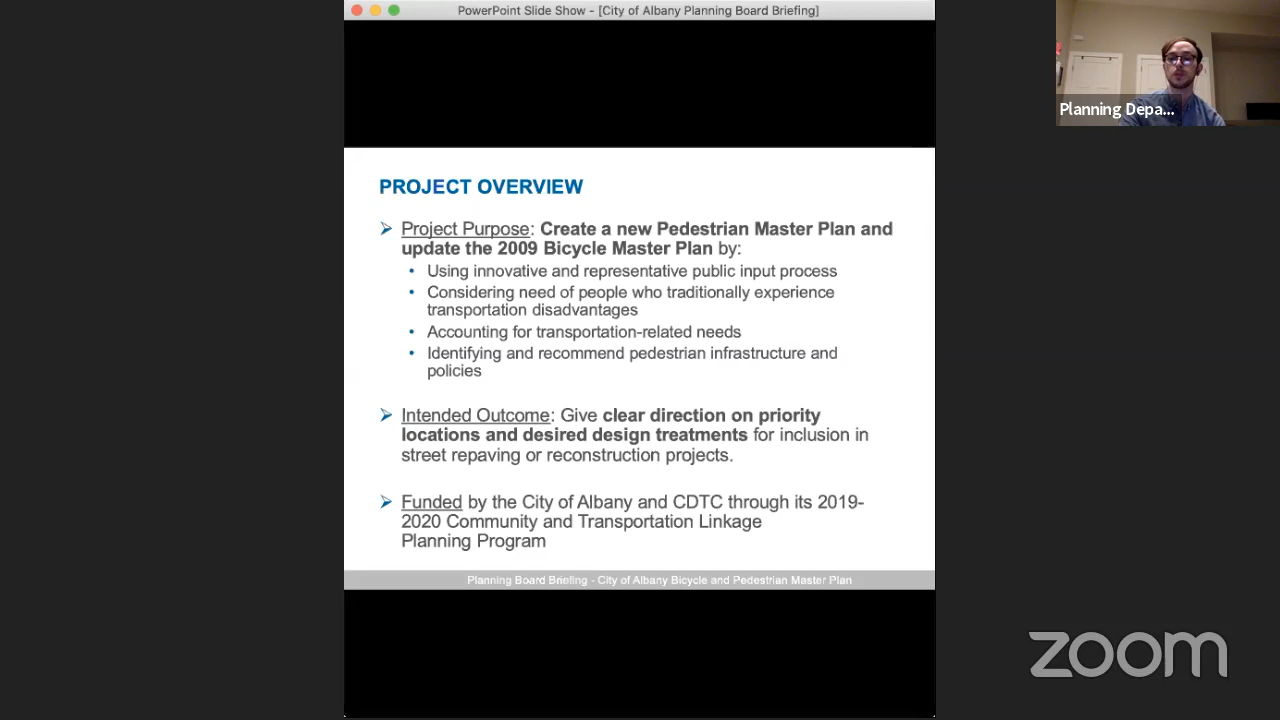 PowerPoint Slide Show - [City of Albany Planning Board Briefing]
Planning Depa...
PROJECT OVERVIEW
Project Purpose: Create a new Pedestrian Master Plan and
update the 2009 Bicycle Master Plan by:
• Using innovative and representative public input process
• Considering need of people who traditionally experience
transportation disadvantages
• Accounting for transportation-related needs
• Identifying and recommend pedestrian infrastructure and
policies
Intended Outcome: Give clear direction on priority
locations and desired design treatments for inclusion in
street repaving or reconstruction projects.
Funded by the City of Albany and CDTC through its 2019-
2020 Community and Transportation Linkage
Planning Program
Planning Board Briefing - City of Albany Bicycle and Pedestrian Master Plan
zoom